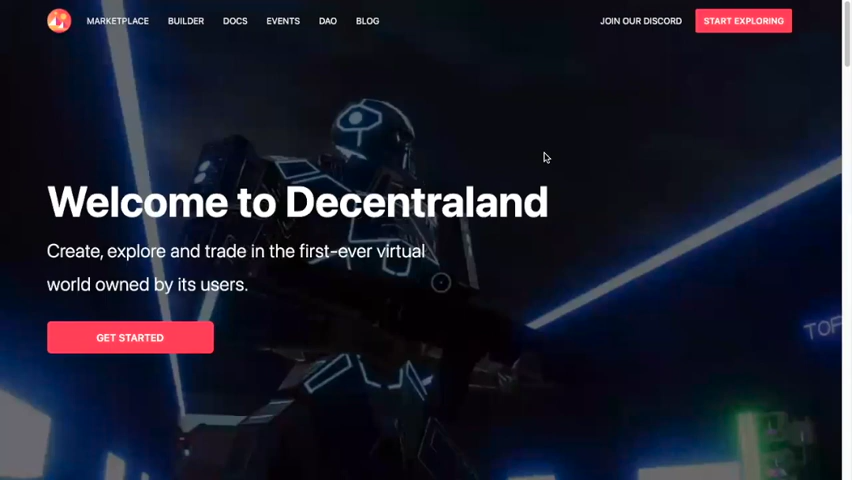 MARKETPLACE BUILDER DOCS EVENTS DAO BLOG JOIN OUR DISCORD START EXPLORING
Welcome to Decentraland
Create, explore and trade in the first-ever virtual
world owned by its users.
TOF
GET STARTED